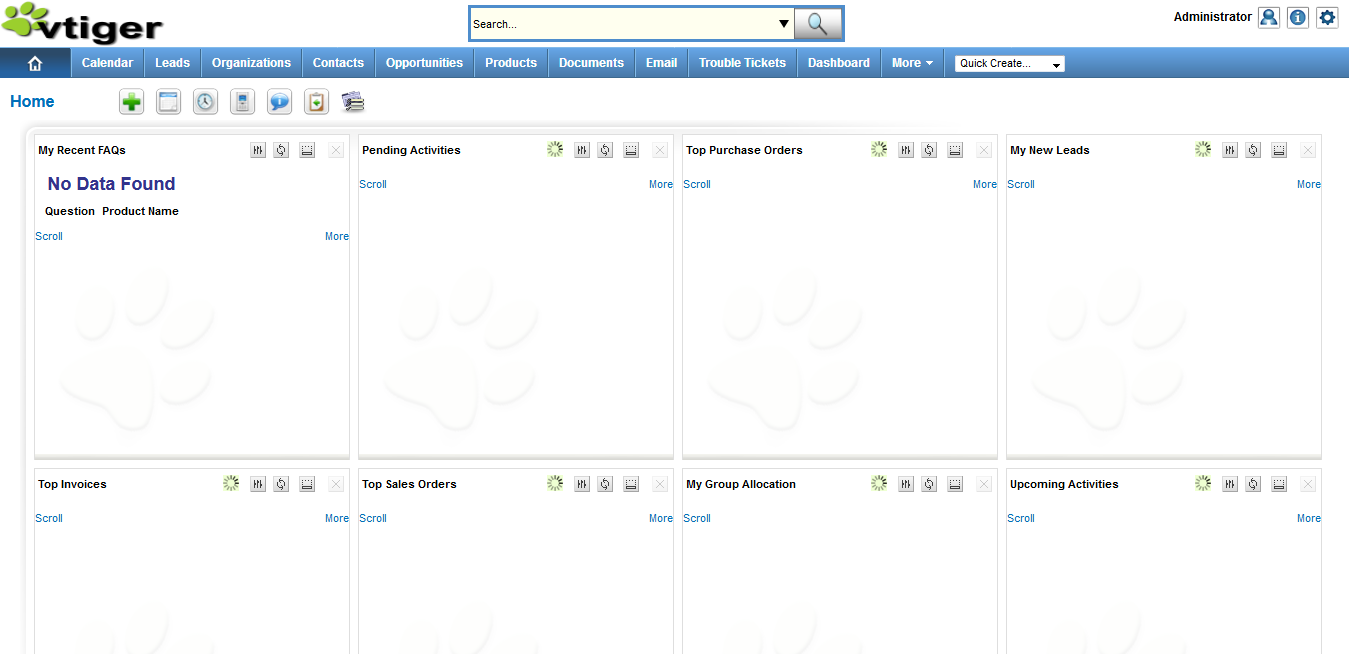 vtiger
Search...
Administrator
Calendar Leads Organizations Contacts Opportunities Products Documents Email Trouble Tickets Dashboard More Quick Create...
Home
My Recent FAQs
No Data Found
Question Product Name
Scroll More
Pending Activities
Scroll More
Top Purchase Orders
Scroll More
My New Leads
Scroll More
Top Invoices
Scroll More
Top Sales Orders
Scroll More
My Group Allocation
Scroll More
Upcoming Activities
Scroll More